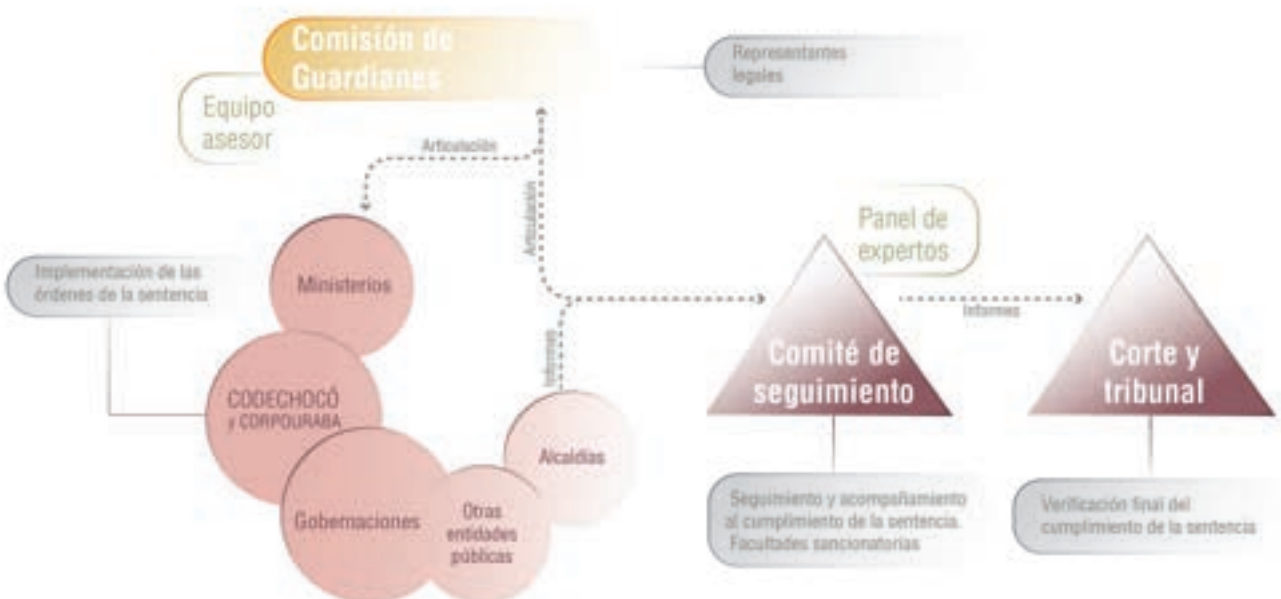 Comisión de
Guardianes
Representantes
legales
Equipo
asesor
Articulación
Articulación
Panel de
expertos
Implementación de las
órdenes de la sentencia
Ministerios
Informes
Informes
Comité de
seguimiento
Corte y
tribunal
CODECHOCÓ
y CORPOURABA
Alcaldías
Gobernaciones
Otras
entidades
públicas
Seguimiento y acompañamiento
al cumplimiento de la sentencia.
Facultades sancionatorias
Verificación final del
cumplimiento de la sentencia